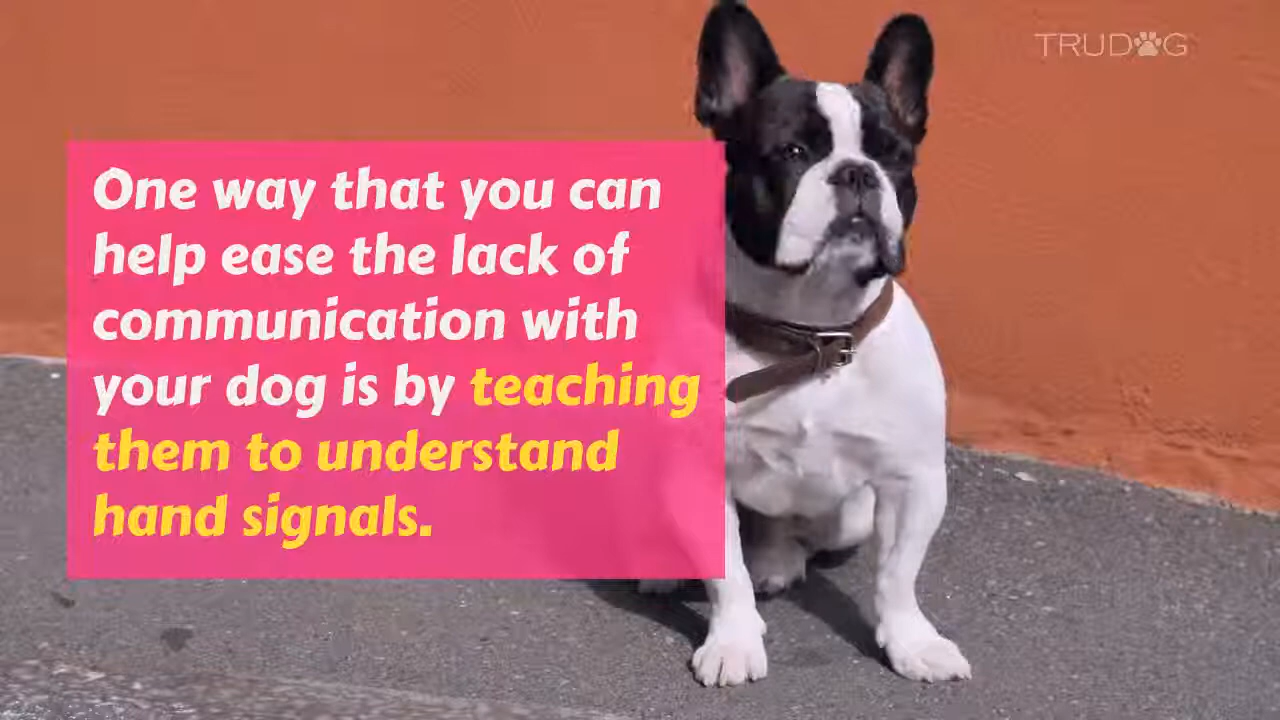 TRUDOG
One way that you can
help ease the lack of
communication with
your dog is by teaching
them to understand
hand signals.